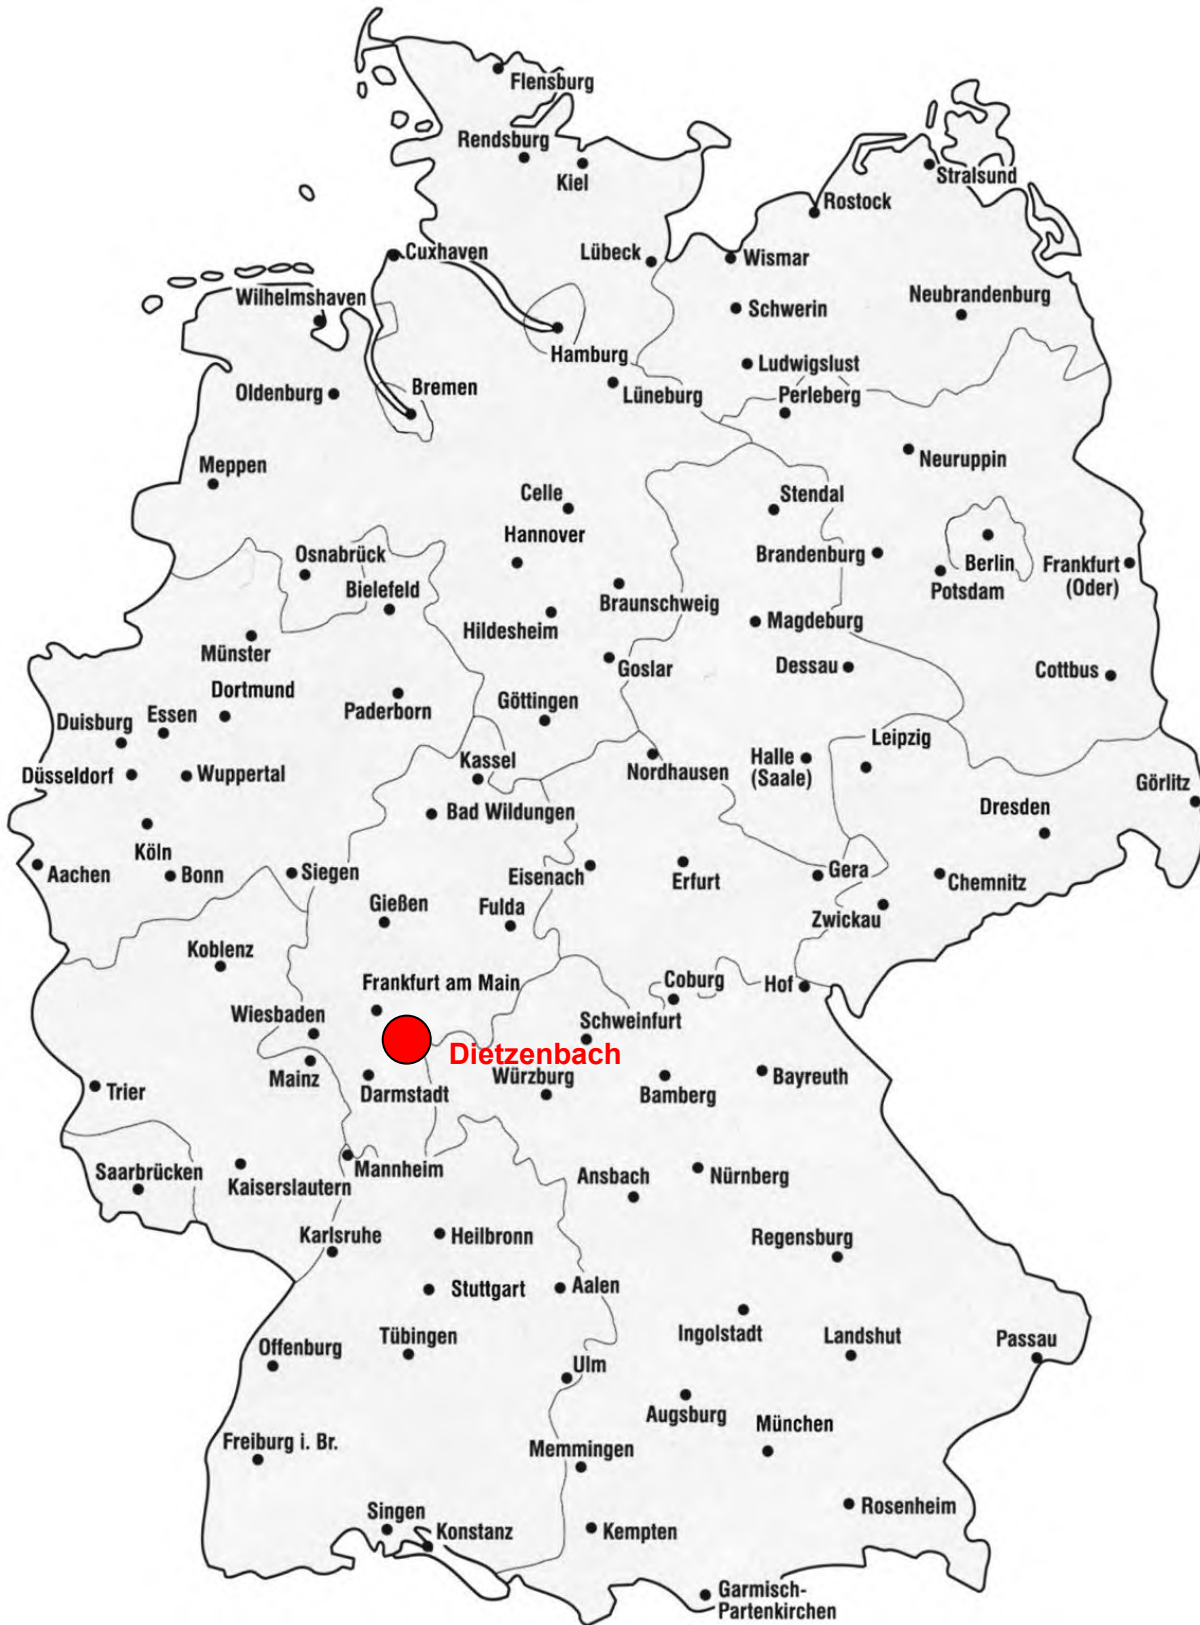 Flensburg
Rendsburg
Kiel
Stralsund
Rostock
Cuxhaven
Lübeck
Wismar
Wilhelmshaven
Schwerin
Neubrandenburg
Hamburg
Ludwigslust
Oldenburg
Bremen
Lüneburg
Perleberg
Meppen
Neuruppin
Celle
Stendal
Hannover
Osnabrück
Brandenburg
Berlin
Frankfurt
(Oder)
Bielefeld
Braunschweig
Potsdam
Hildesheim
Magdeburg
Münster
Goslar
Dessau
Cottbus
Dortmund
Paderborn
Göttingen
Duisburg
Essen
Leipzig
Kassel
Nordhausen
Halle
(Saale)
Düsseldorf
Wuppertal
Görlitz
Bad Wildungen
Dresden
Köln
Aachen
Bonn
Siegen
Eisenach
Erfurt
Gera
Chemnitz
Gießen
Fulda
Zwickau
Koblenz
Frankfurt am Main
Coburg
Hof
Wiesbaden
Schweinfurt
Dietzenbach
Mainz
Würzburg
Bayreuth
Trier
Darmstadt
Bamberg
Saarbrücken
Mannheim
Ansbach
Nürnberg
Kaiserslautern
Karlsruhe
Heilbronn
Regensburg
Stuttgart
Aalen
Offenburg
Tübingen
Ingolstadt
Landshut
Passau
Ulm
Augsburg
München
Freiburg i. Br.
Memmingen
Rosenheim
Singen
Konstanz
Kempten
Garmisch-
Partenkirchen